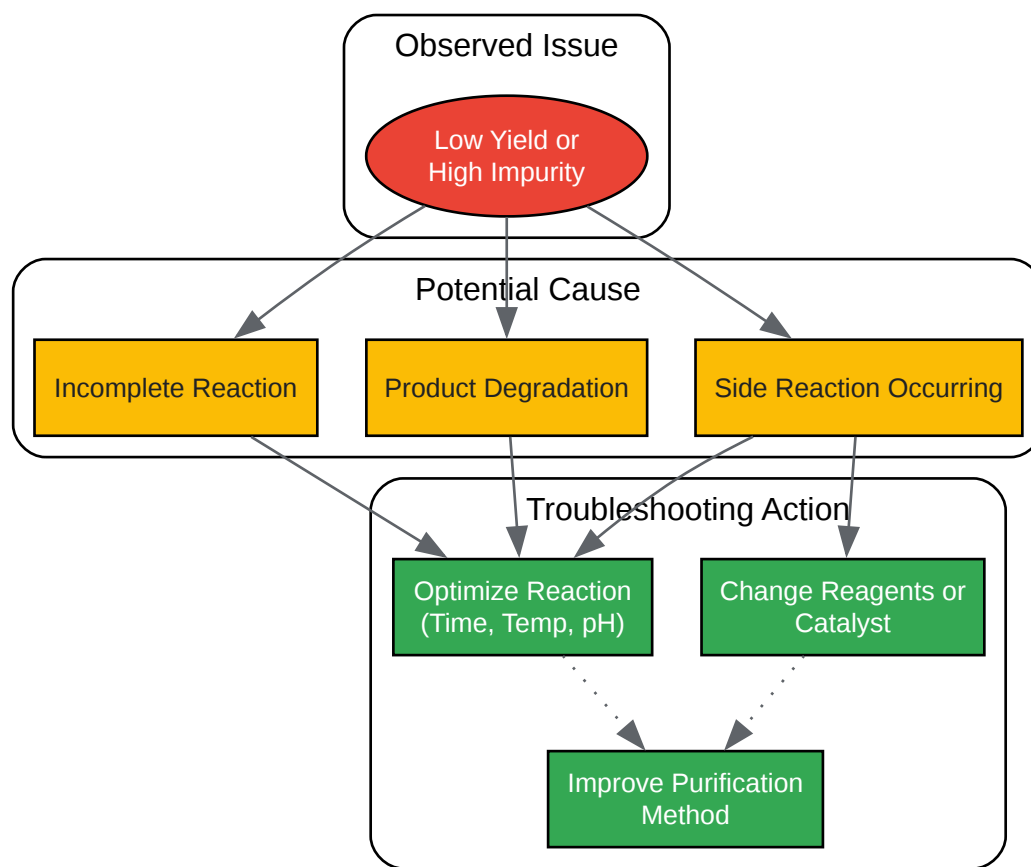 Observed Issue
Low Yield or
High Impurity
Potential Cause
Incomplete Reaction
Product Degradation
Side Reaction Occurring
Troubleshooting Action
Optimize Reaction
(Time, Temp, pH)
Change Reagents or
Catalyst
Improve Purification
Method